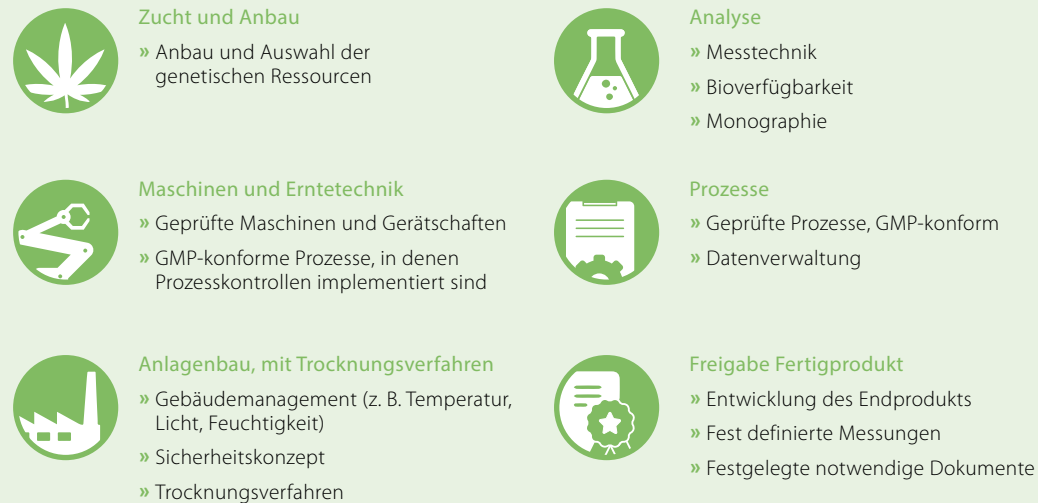 Zucht und Anbau
» Anbau und Auswahl der
genetischen Ressourcen
Maschinen und Erntetechnik
» Geprüfte Maschinen und Gerätschaften
» GMP-konforme Prozesse, in denen
Prozesskontrollen implementiert sind
Anlagenbau, mit Trocknungsverfahren
» Gebäudemanagement (z. B. Temperatur,
Licht, Feuchtigkeit)
» Sicherheitskonzept
» Trocknungsverfahren
Analyse
» Messtechnik
» Bioverfügbarkeit
» Monographie
Prozesse
» Geprüfte Prozesse, GMP-konform
» Datenverwaltung
Freigabe Fertigprodukt
» Entwicklung des Endprodukts
» Fest definierte Messungen
» Festgelegte notwendige Dokumente